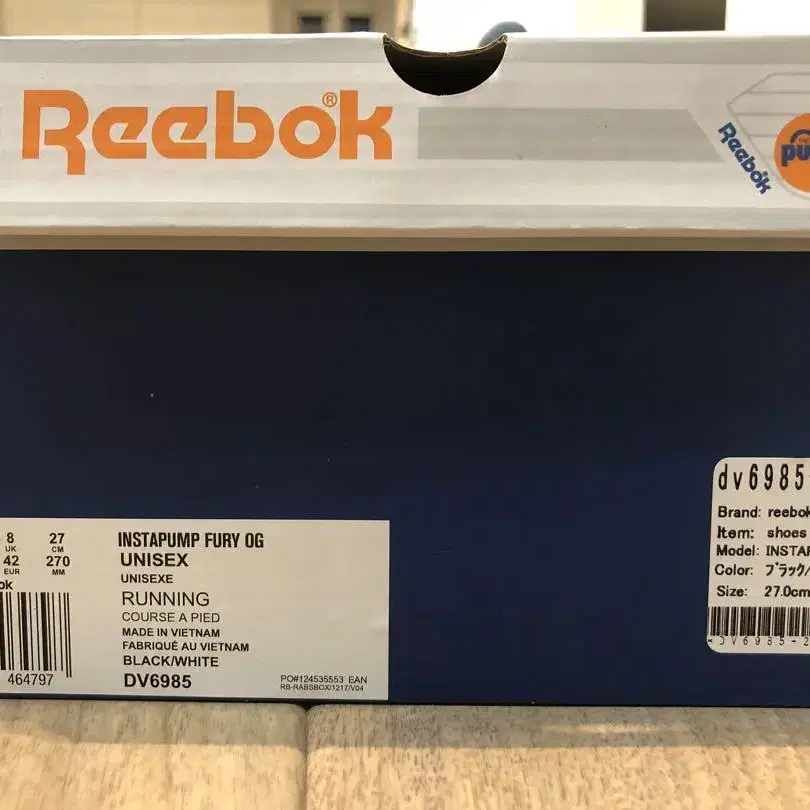 Reebok®
Reebok
8 27
UK CM
42 270
EUR MM
464797
INSTAPUMP FURY OG
UNISEX
UNISEXE
RUNNING
COURSE A PIED
MADE IN VIETNAM
FABRIQUÉ AU VIETNAM
BLACK/WHITE
DV6985
PO#124535553 EAN
RB-RABSBOX/1217/V04
dv6985
Brand: reebok
Item: shoes
Model: INSTAP
Color: ブラック/
Size: 27.0cm